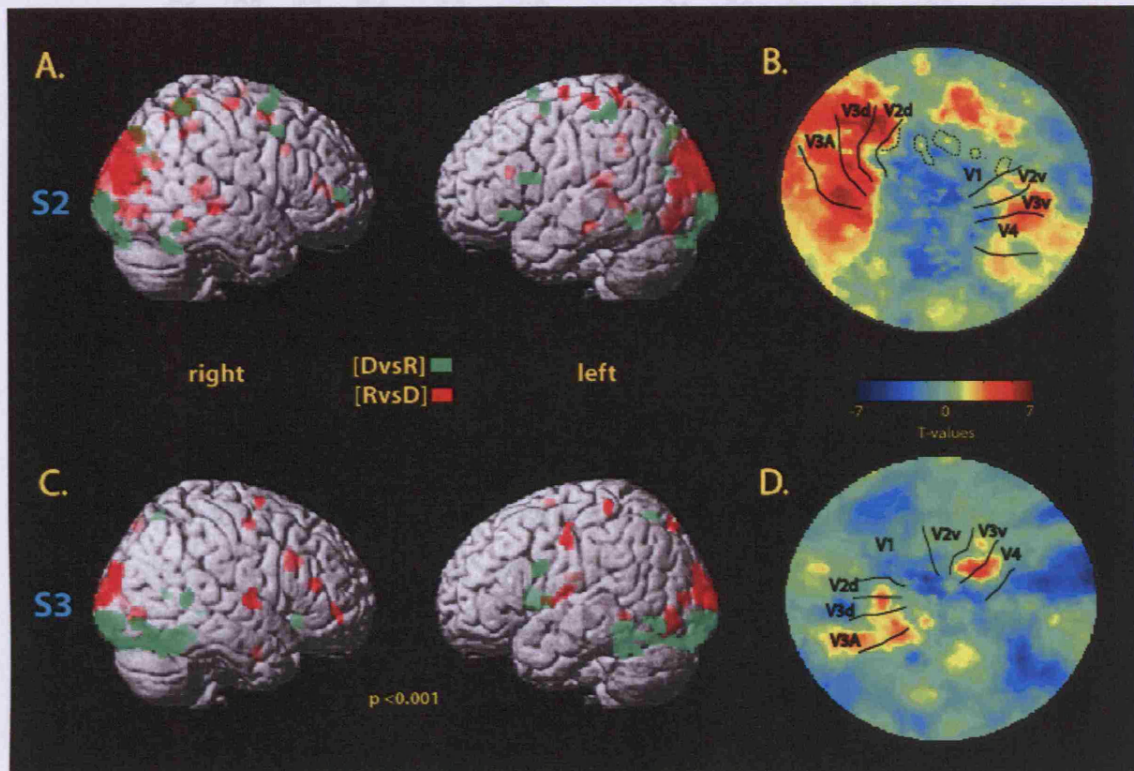 A.
B.
V3d
V2d
V3A
V1
V2v
V3v
V4
S2
right
[DvsR]
[RvsD]
left
-7
0
7
T-values
C.
D.
V1
V2v
V3v
V4
V2d
V3d
V3A
S3
p <0.001